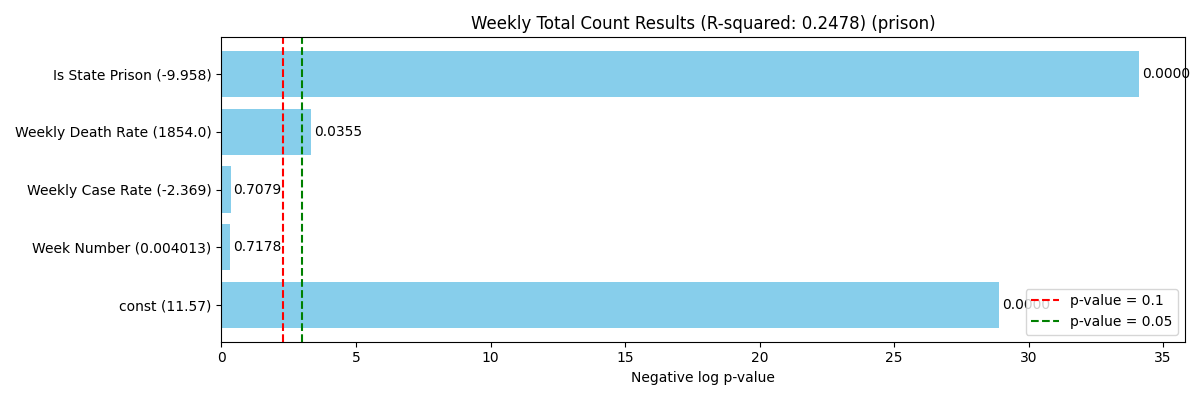 Weekly Total Count Results (R-squared: 0.2478) (prison)
Is State Prison (-9.958)
0.0000
Weekly Death Rate (1854.0)
0.0355
Weekly Case Rate (-2.369)
0.7079
Week Number (0.004013)
0.7178
const (11.57)
0.0000
p-value = 0.1
p-value = 0.05
0 5 10 15 20 25 30 35
Negative log p-value